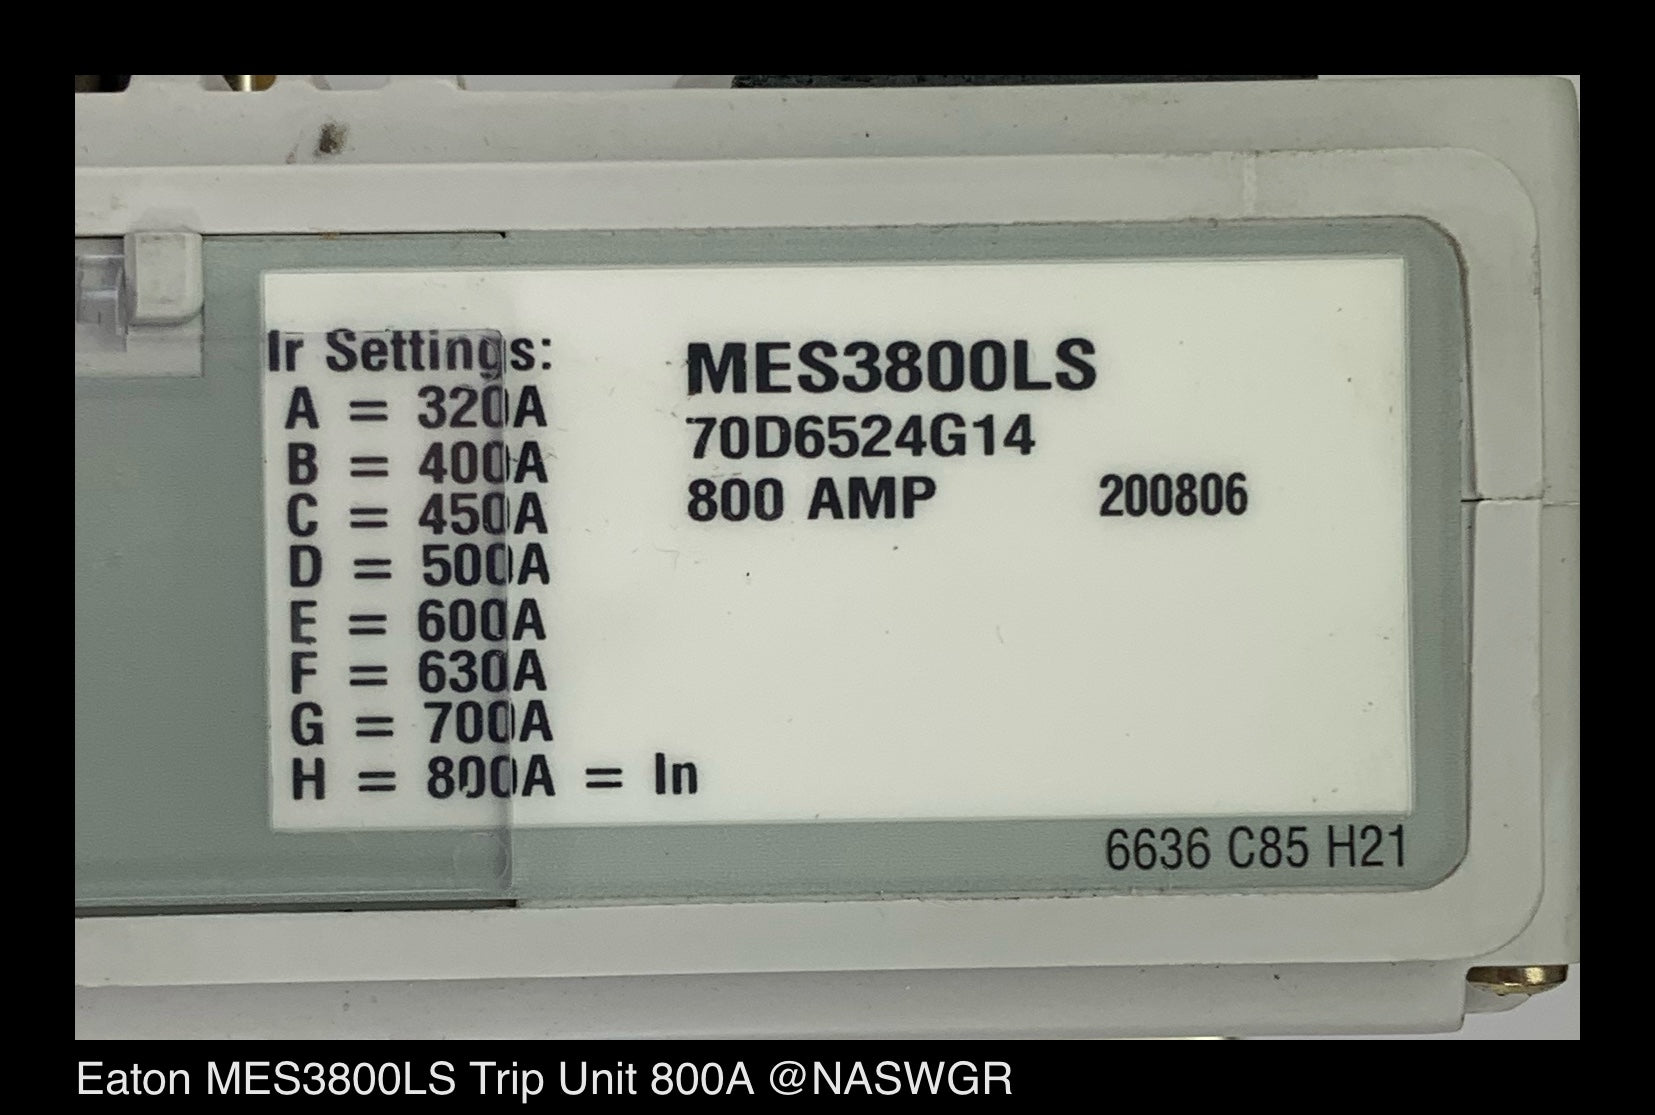 Ir Settings:
A = 320A
B = 400A
C = 450A
D = 500A
E = 600A
F = 630A
G = 700A
H = 800A = In
MES3800LS
70D6524G14
800 AMP 200806
6636 C85 H21
Eaton MES3800LS Trip Unit 800A @NASWGR